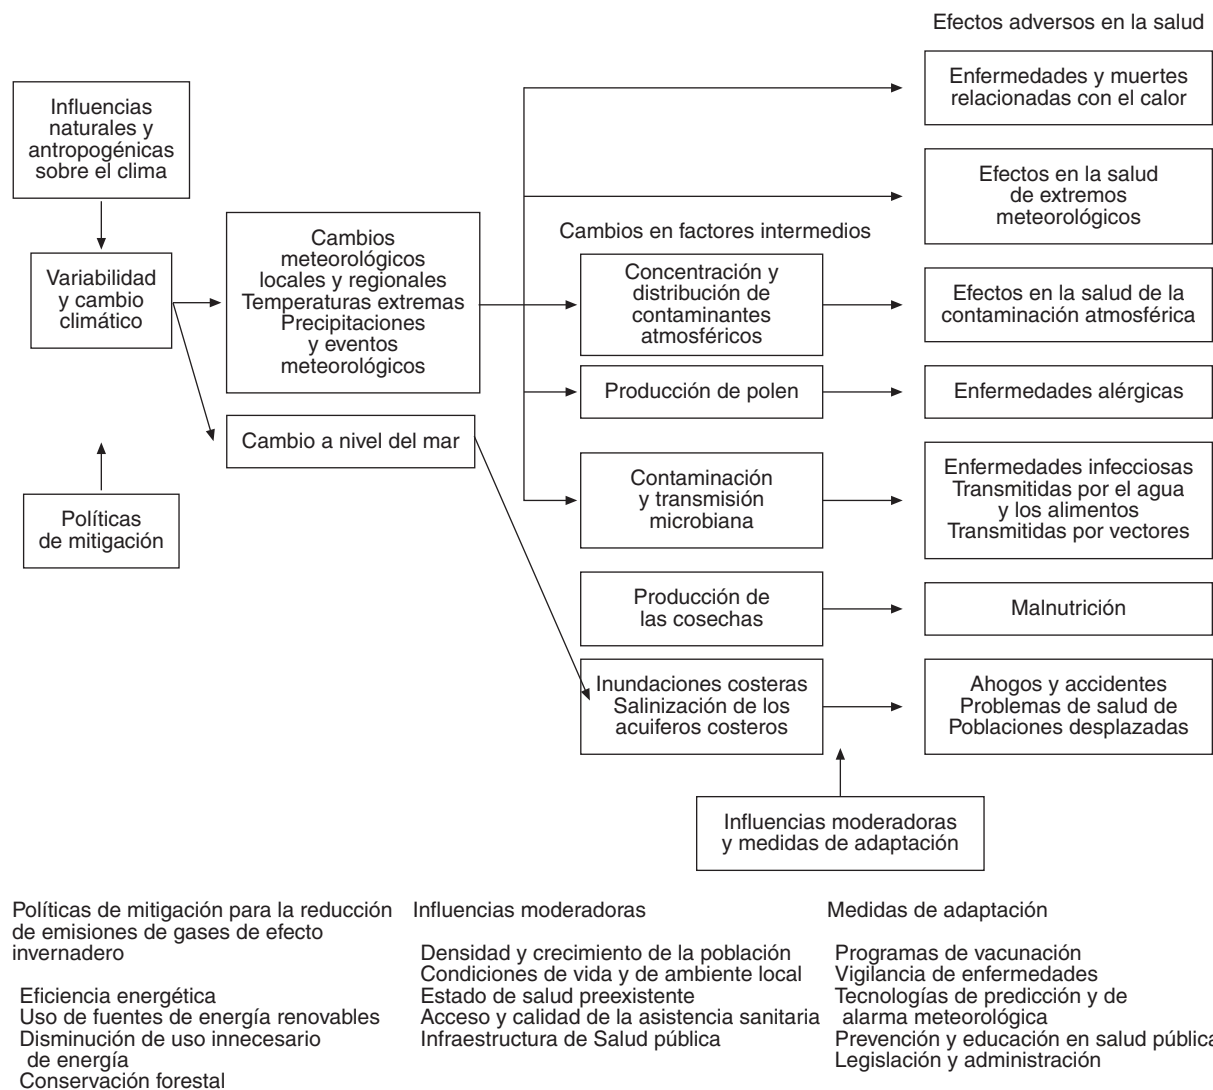 Efectos adversos en la salud
Influencias
naturales y
antropogénicas
sobre el clima
Variabilidad
y cambio
climático
Políticas
de mitigación
Cambios
meteorológicos
locales y regionales
Temperaturas extremas
Precipitaciones
y eventos
meteorológicos
Cambio a nivel del mar
Cambios en factores intermedios
Concentración y
distribución de
contaminantes
atmosféricos
Producción de polen
Contaminación
y transmisión
microbiana
Producción de
las cosechas
Inundaciones costeras
Salinización de los
acuiferos costeros
Enfermedades y muertes
relacionadas con el calor
Efectos en la salud
de extremos
meteorológicos
Efectos en la salud de la
contaminación atmosférica
Enfermedades alérgicas
Enfermedades infecciosas
Transmitidas por el agua
y los alimentos
Transmitidas por vectores
Malnutrición
Ahogos y accidentes
Problemas de salud de
Poblaciones desplazadas
Influencias moderadoras
y medidas de adaptación
Políticas de mitigación para la reducción
de emisiones de gases de efecto
invernadero
Eficiencia energética
Uso de fuentes de energía renovables
Disminución de uso innecesario
de energía
Conservación forestal
Influencias moderadoras
Densidad y crecimiento de la población
Condiciones de vida y de ambiente local
Estado de salud preexistente
Acceso y calidad de la asistencia sanitaria
Infraestructura de Salud pública
Medidas de adaptación
Programas de vacunación
Vigilancia de enfermedades
Tecnologías de predicción y de
alarma meteorológica
Prevención y educación en salud pública
Legislación y administración